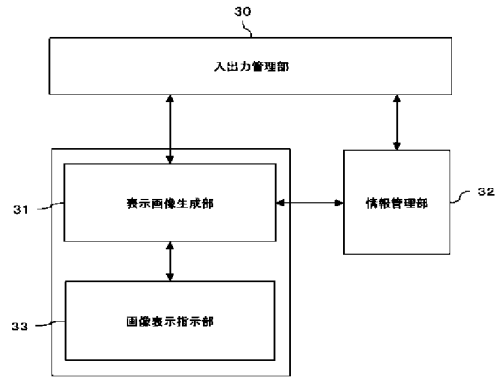 30
入出力管理部
31
表示画像生成部
情報管理部
32
33
画像表示指示部